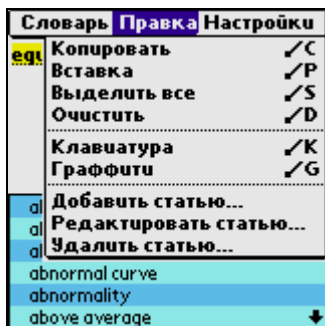 Словарь Правка Настройки
equ
Копировать ✓C
Вставка ✓P
Выделить все ✓S
Очистить ✓D
Клавиатура ✓K
Граффити ✓G
Добавить статью...
Редактировать статью...
Удалить статью...
abnormal curve
abnormality
above average